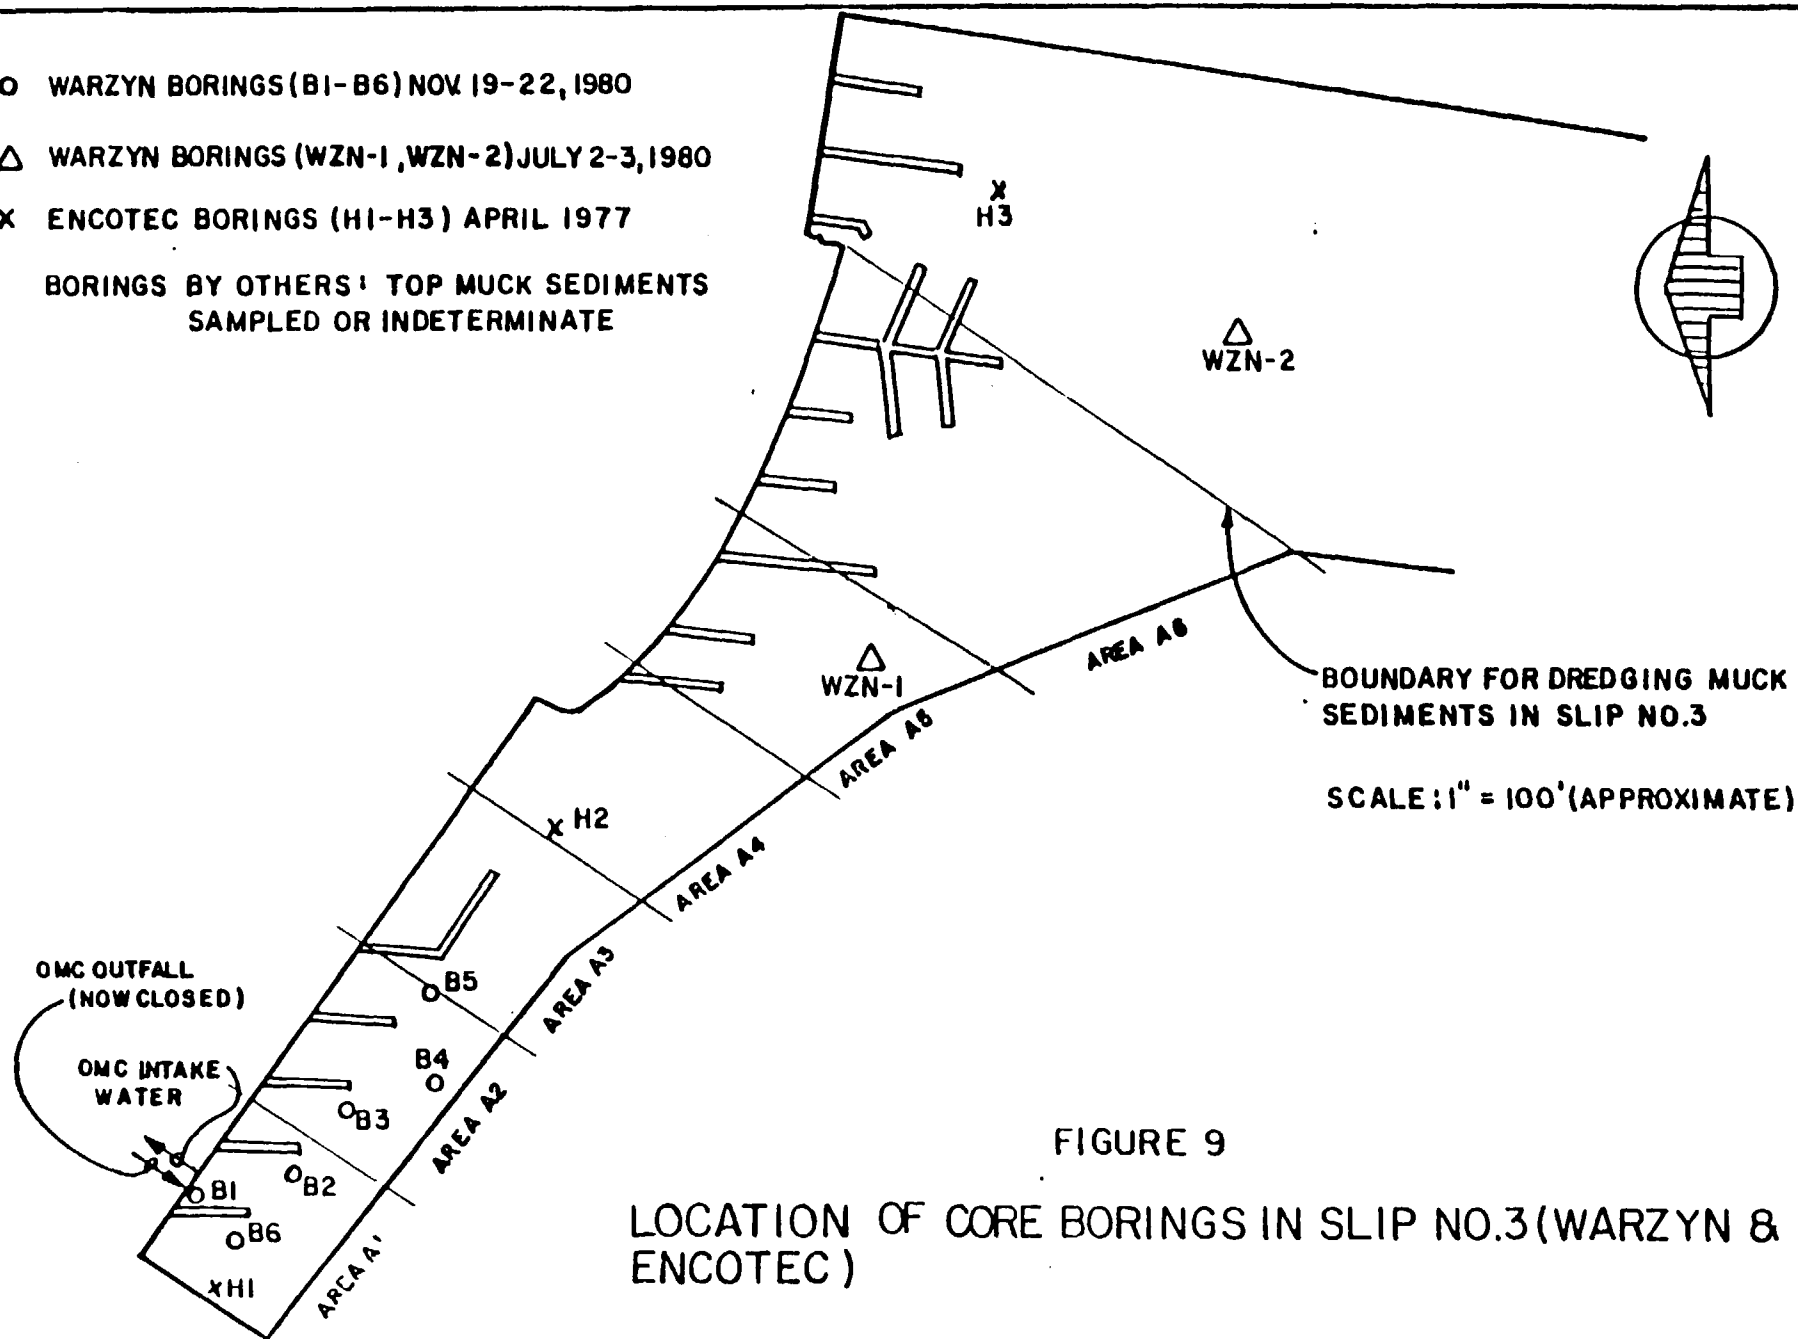 O WARZYN BORINGS (B1-B6) NOV. 19-22, 1980
△ WARZYN BORINGS (WZN-1, WZN-2) JULY 2-3, 1980
X ENCOTEC BORINGS (H1-H3) APRIL 1977
BORINGS BY OTHERS: TOP MUCK SEDIMENTS
SAMPLED OR INDETERMINATE
H3
WZN-2
WZN-1
AREA A6
AREA A5
BOUNDARY FOR DREDGING MUCK
SEDIMENTS IN SLIP NO.3
SCALE: 1" = 100' (APPROXIMATE)
H2
AREA A4
AREA A3
OMC OUTFALL
(NOW CLOSED)
B5
OMC INTAKE
WATER
B4
B3
AREA A2
B2
B1
B6
H1
AREA A1
FIGURE 9
LOCATION OF CORE BORINGS IN SLIP NO.3 (WARZYN &
ENCOTEC)